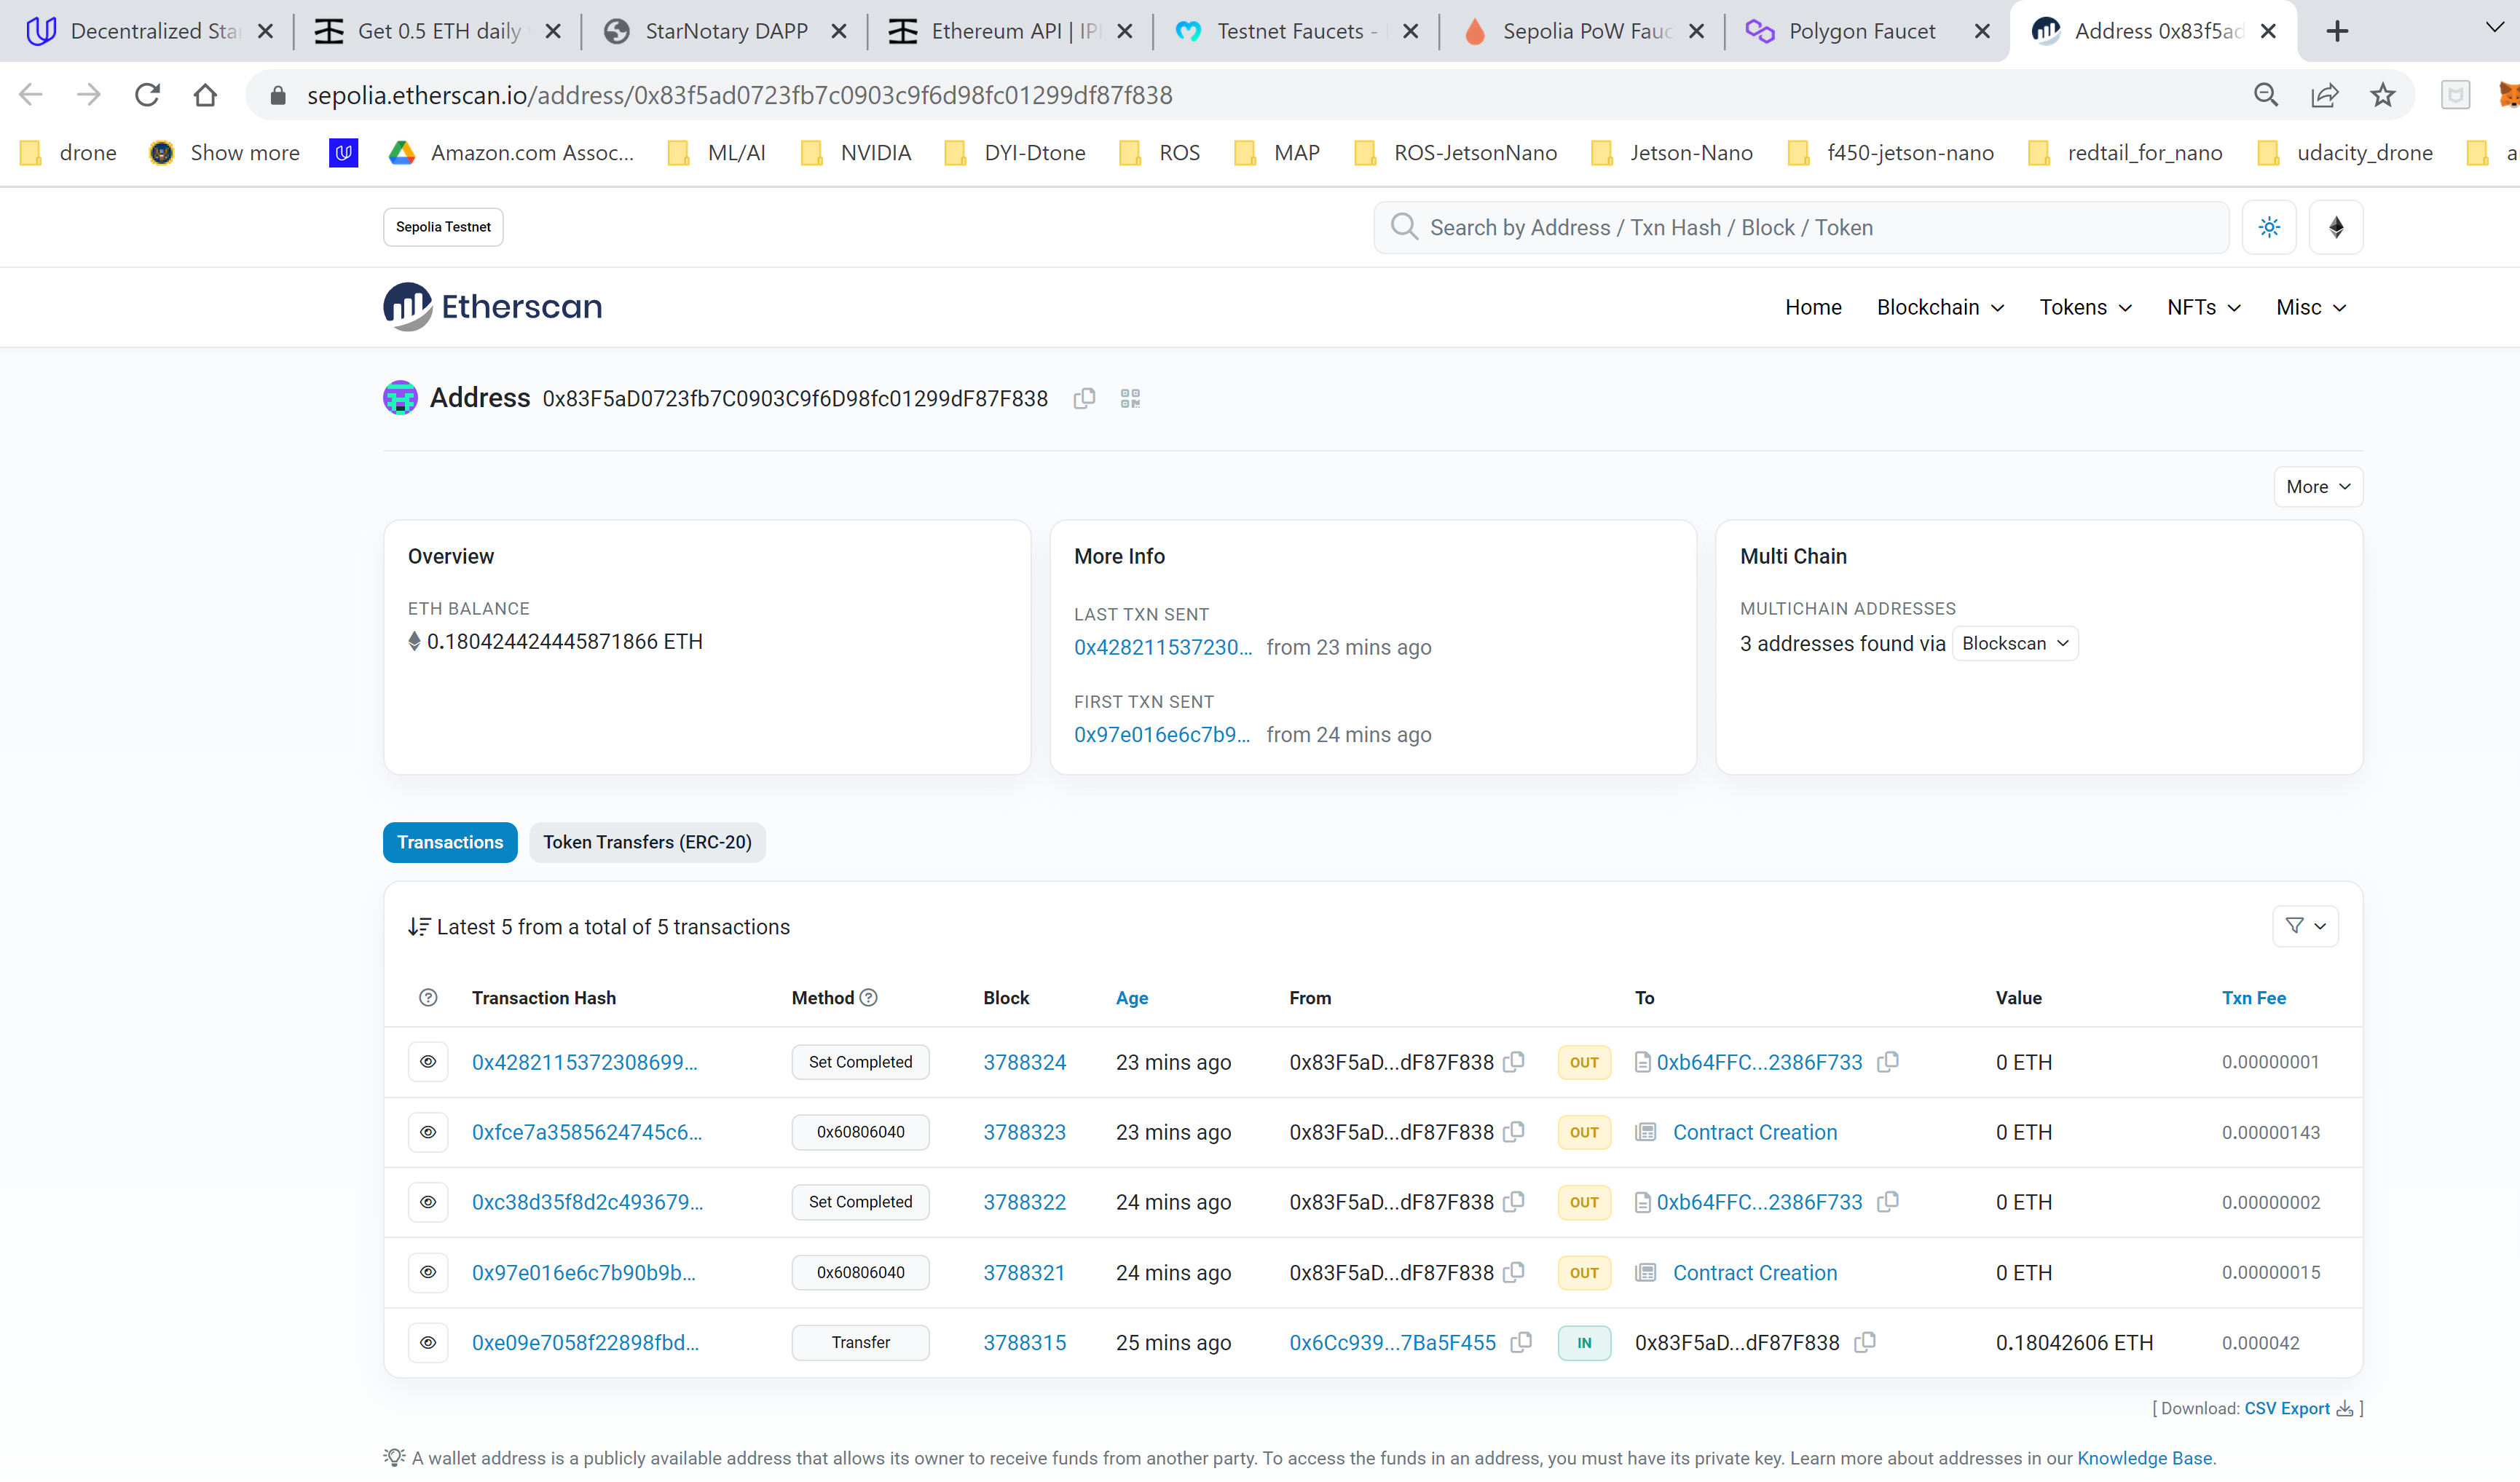 Decentralized Sta
Get 0.5 ETH daily
StarNotary DAPP
Ethereum API | IP
Testnet Faucets -
Sepolia PoW Fauc
Polygon Faucet
Address 0x83f5ad
sepolia.etherscan.io/address/0x83f5ad0723fb7c0903c9f6d98fc01299df87f838
drone Show more Amazon.com Assoc... ML/AI NVIDIA DYI-Dtone ROS MAP ROS-JetsonNano Jetson-Nano f450-jetson-nano redtail_for_nano udacity_drone a
Sepolia Testnet
Search by Address / Txn Hash / Block / Token
Etherscan
Home Blockchain Tokens NFTs Misc
Address 0x83F5aD0723fb7C0903C9f6D98fc01299dF87F838
More
Overview
ETH BALANCE
0.180424424445871866 ETH
More Info
LAST TXN SENT
0x428211537230... from 23 mins ago
FIRST TXN SENT
0x97e016e6c7b9... from 24 mins ago
Multi Chain
MULTICHAIN ADDRESSES
3 addresses found via Blockscan
Transactions Token Transfers (ERC-20)
Latest 5 from a total of 5 transactions
Transaction Hash Method Block Age From To Value Txn Fee
0x4282115372308699... Set Completed 3788324 23 mins ago 0x83F5aD...dF87F838 OUT 0xb64FFC...2386F733 0 ETH 0.00000001
0xfce7a3585624745c6... 0x60806040 3788323 23 mins ago 0x83F5aD...dF87F838 OUT Contract Creation 0 ETH 0.00000143
0xc38d35f8d2c493679... Set Completed 3788322 24 mins ago 0x83F5aD...dF87F838 OUT 0xb64FFC...2386F733 0 ETH 0.00000002
0x97e016e6c7b90b9b... 0x60806040 3788321 24 mins ago 0x83F5aD...dF87F838 OUT Contract Creation 0 ETH 0.00000015
0xe09e7058f22898fbd... Transfer 3788315 25 mins ago 0x6Cc939...7Ba5F455 IN 0x83F5aD...dF87F838 0.18042606 ETH 0.000042
[ Download: CSV Export ]
A wallet address is a publicly available address that allows its owner to receive funds from another party. To access the funds in an address, you must have its private key. Learn more about addresses in our Knowledge Base.